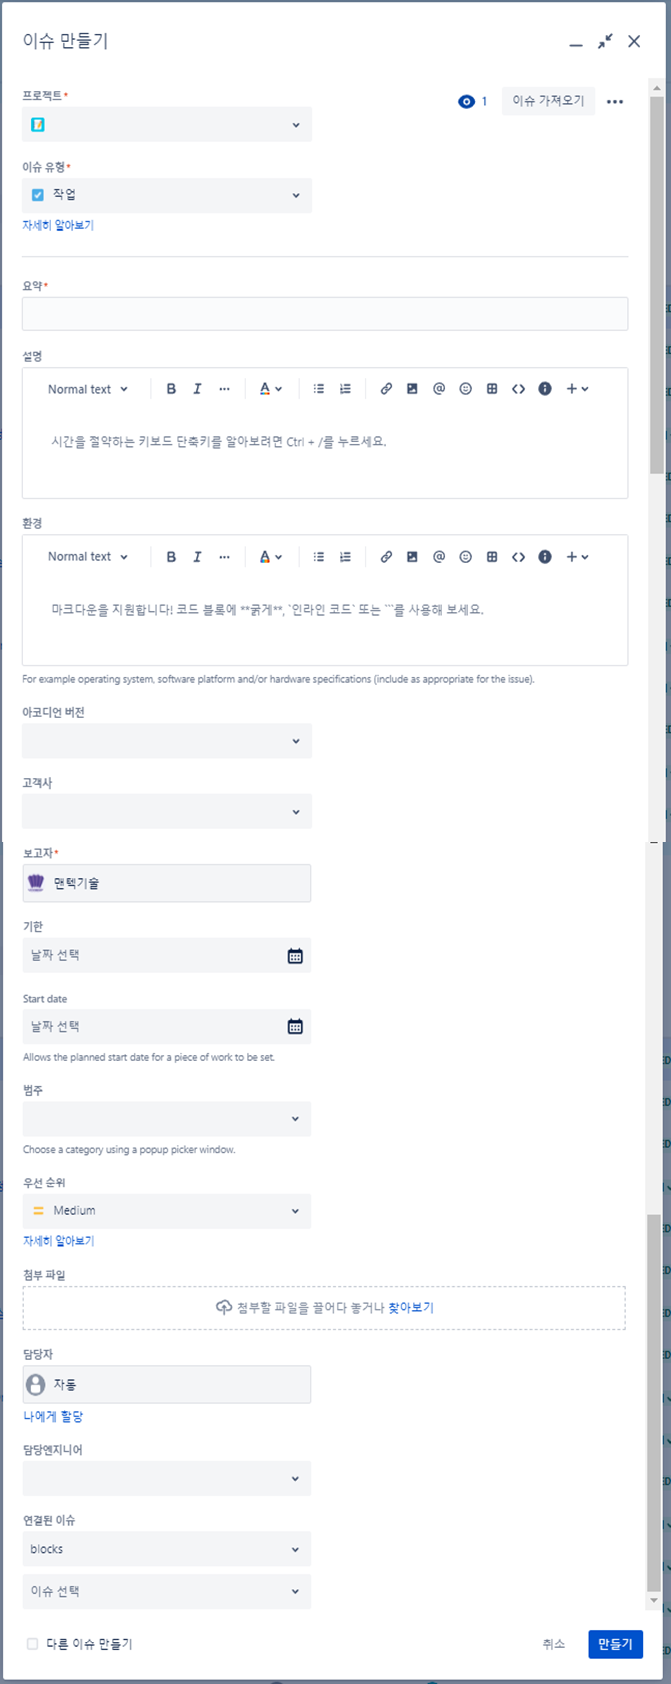 이슈 만들기
프로젝트*
1
이슈 가져오기
이슈 유형*
작업
자세히 알아보기
요약*
설명
Normal text
B I ... A @ <> +
시간을 절약하는 키보드 단축키를 알아보려면 Ctrl + /를 누르세요.
환경
Normal text
B I ... A @ <> +
마크다운을 지원합니다! 코드 블록에 **굵게**, `인라인 코드` 또는 ```를 사용해 보세요.
For example operating system, software platform and/or hardware specifications (include as appropriate for the issue).
아코디언 버전
고객사
보고자*
맨텍기술
기한
날짜 선택
Start date
날짜 선택
Allows the planned start date for a piece of work to be set.
범주
Choose a category using a popup picker window.
우선 순위
Medium
자세히 알아보기
첨부 파일
첨부할 파일을 끌어다 놓거나 찾아보기
담당자
자동
나에게 할당
담당엔지니어
연결된 이슈
blocks
이슈 선택
다른 이슈 만들기
취소
만들기